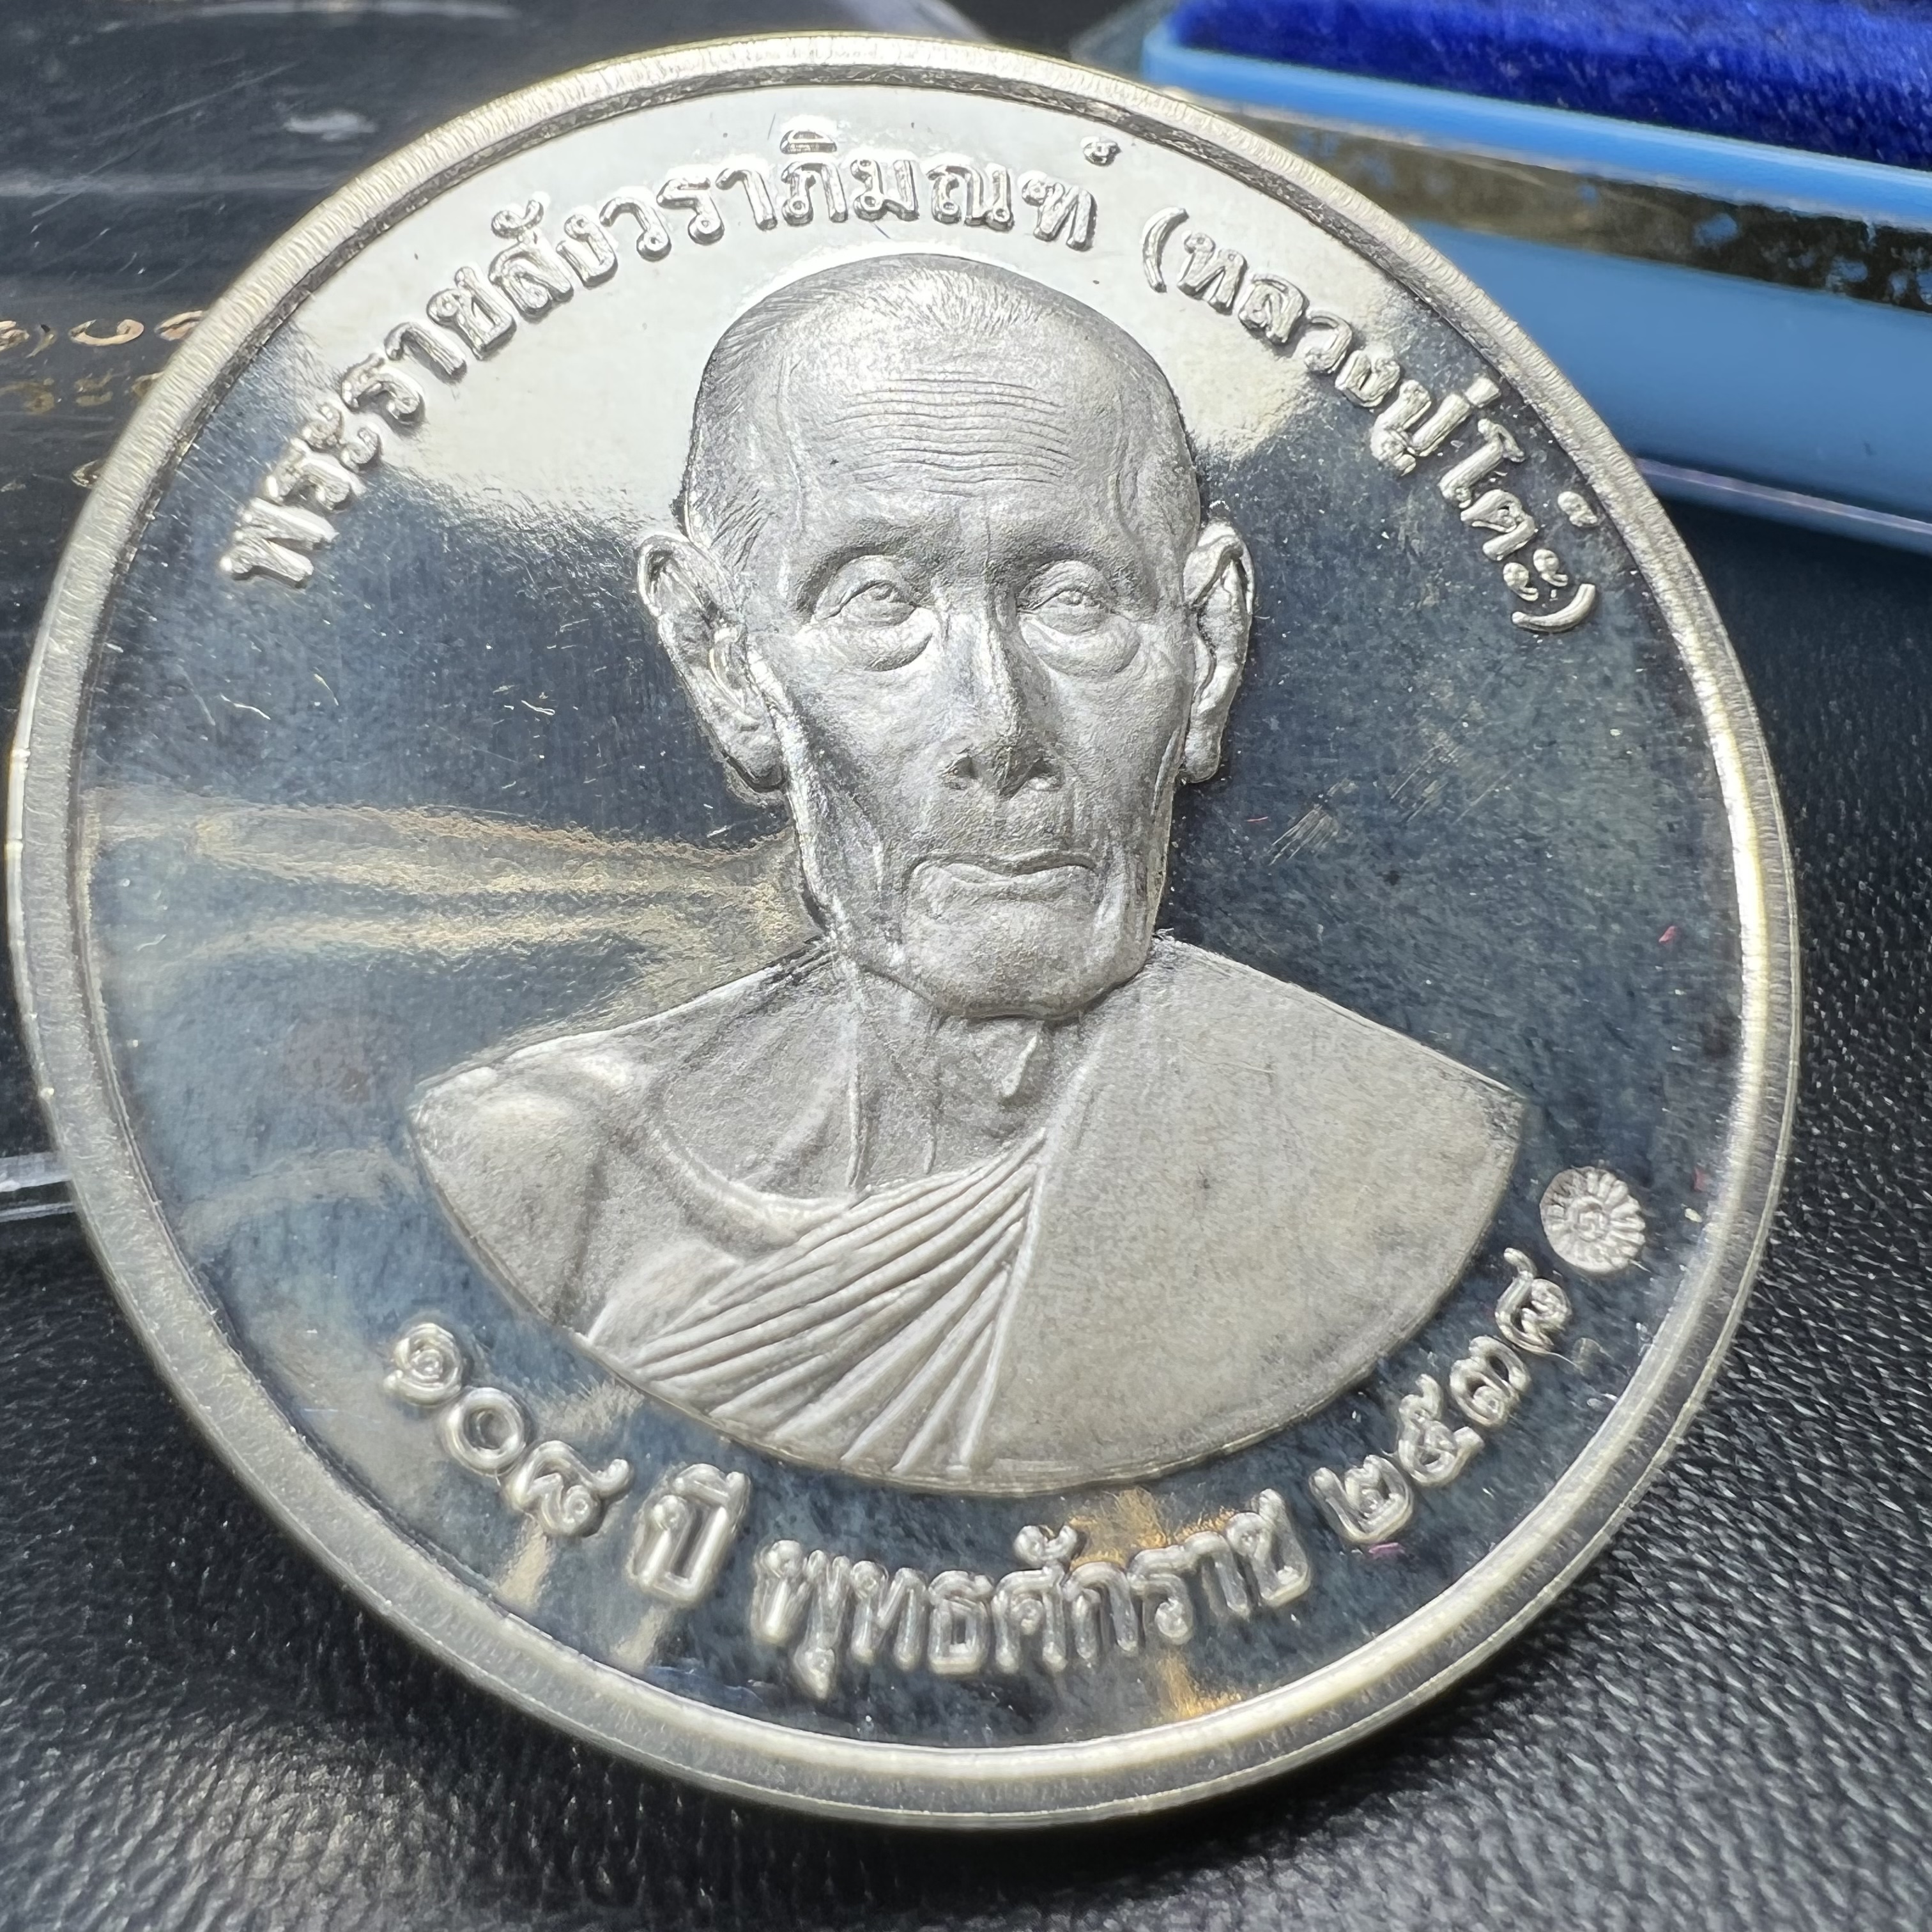 พระราชสังวราภิมณฑ์ (หลวงปู่โต๊ะ)
๑๐๘ ปี พุทธศักราช ๒๕๓๘